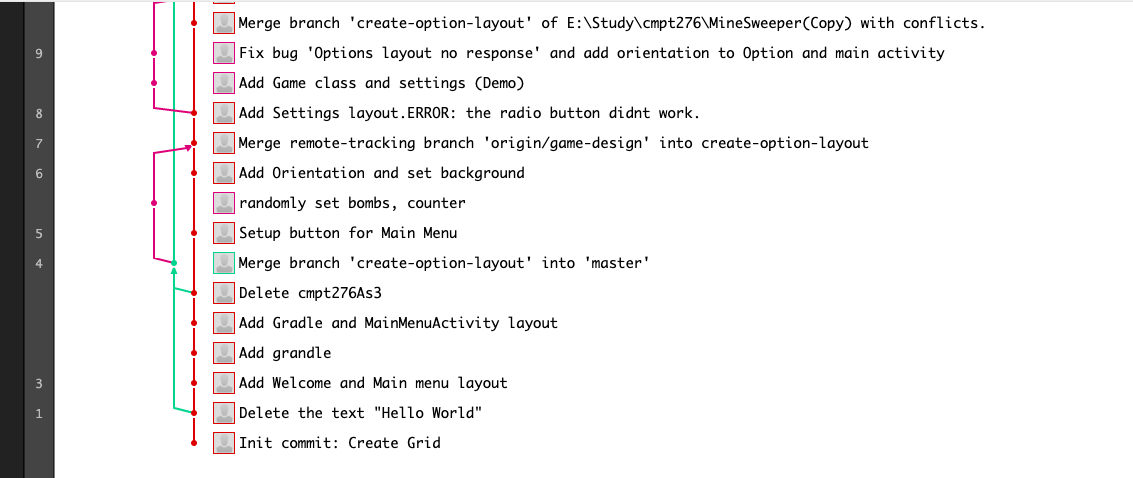 Merge branch 'create-option-layout' of E:\Study\cmpt276\MineSweeper(Copy) with conflicts.
9 Fix bug 'Options layout no response' and add orientation to Option and main activity
Add Game class and settings (Demo)
8 Add Settings layout.ERROR: the radio button didnt work.
7 Merge remote-tracking branch 'origin/game-design' into create-option-layout
6 Add Orientation and set background
randomly set bombs, counter
5 Setup button for Main Menu
4 Merge branch 'create-option-layout' into 'master'
Delete cmpt276As3
Add Gradle and MainMenuActivity layout
Add grandle
3 Add Welcome and Main menu layout
1 Delete the text "Hello World"
Init commit: Create Grid